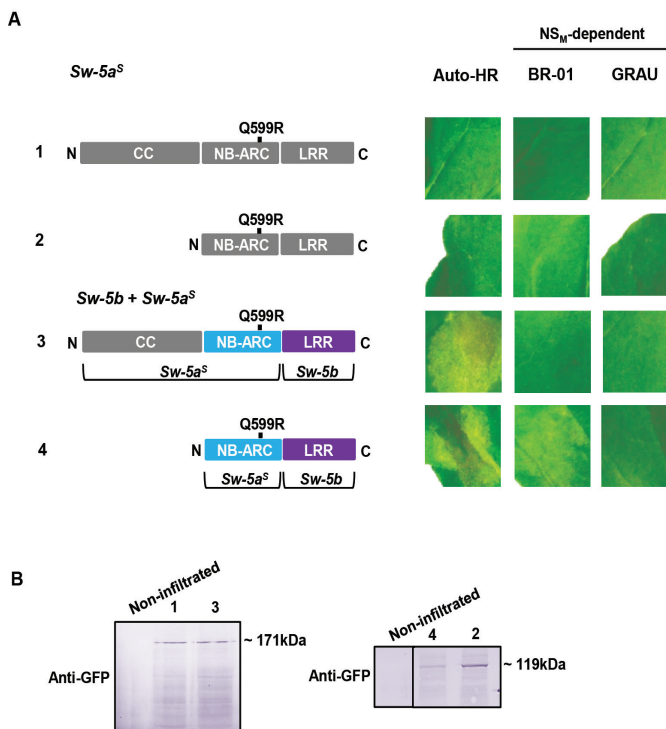 A
NSM-dependent
Sw-5aS
Auto-HR BR-01 GRAU
Q599R
1 N CC NB-ARC LRR C
Q599R
2 N NB-ARC LRR C
Sw-5b + Sw-5aS
Q599R
3 N CC NB-ARC LRR C
Sw-5aS Sw-5b
Q599R
4 N NB-ARC LRR C
Sw-5aS Sw-5b
B
Non-infiltrated Non-infiltrated
1 3 4 2
~ 171kDa
Anti-GFP Anti-GFP ~ 119kDa